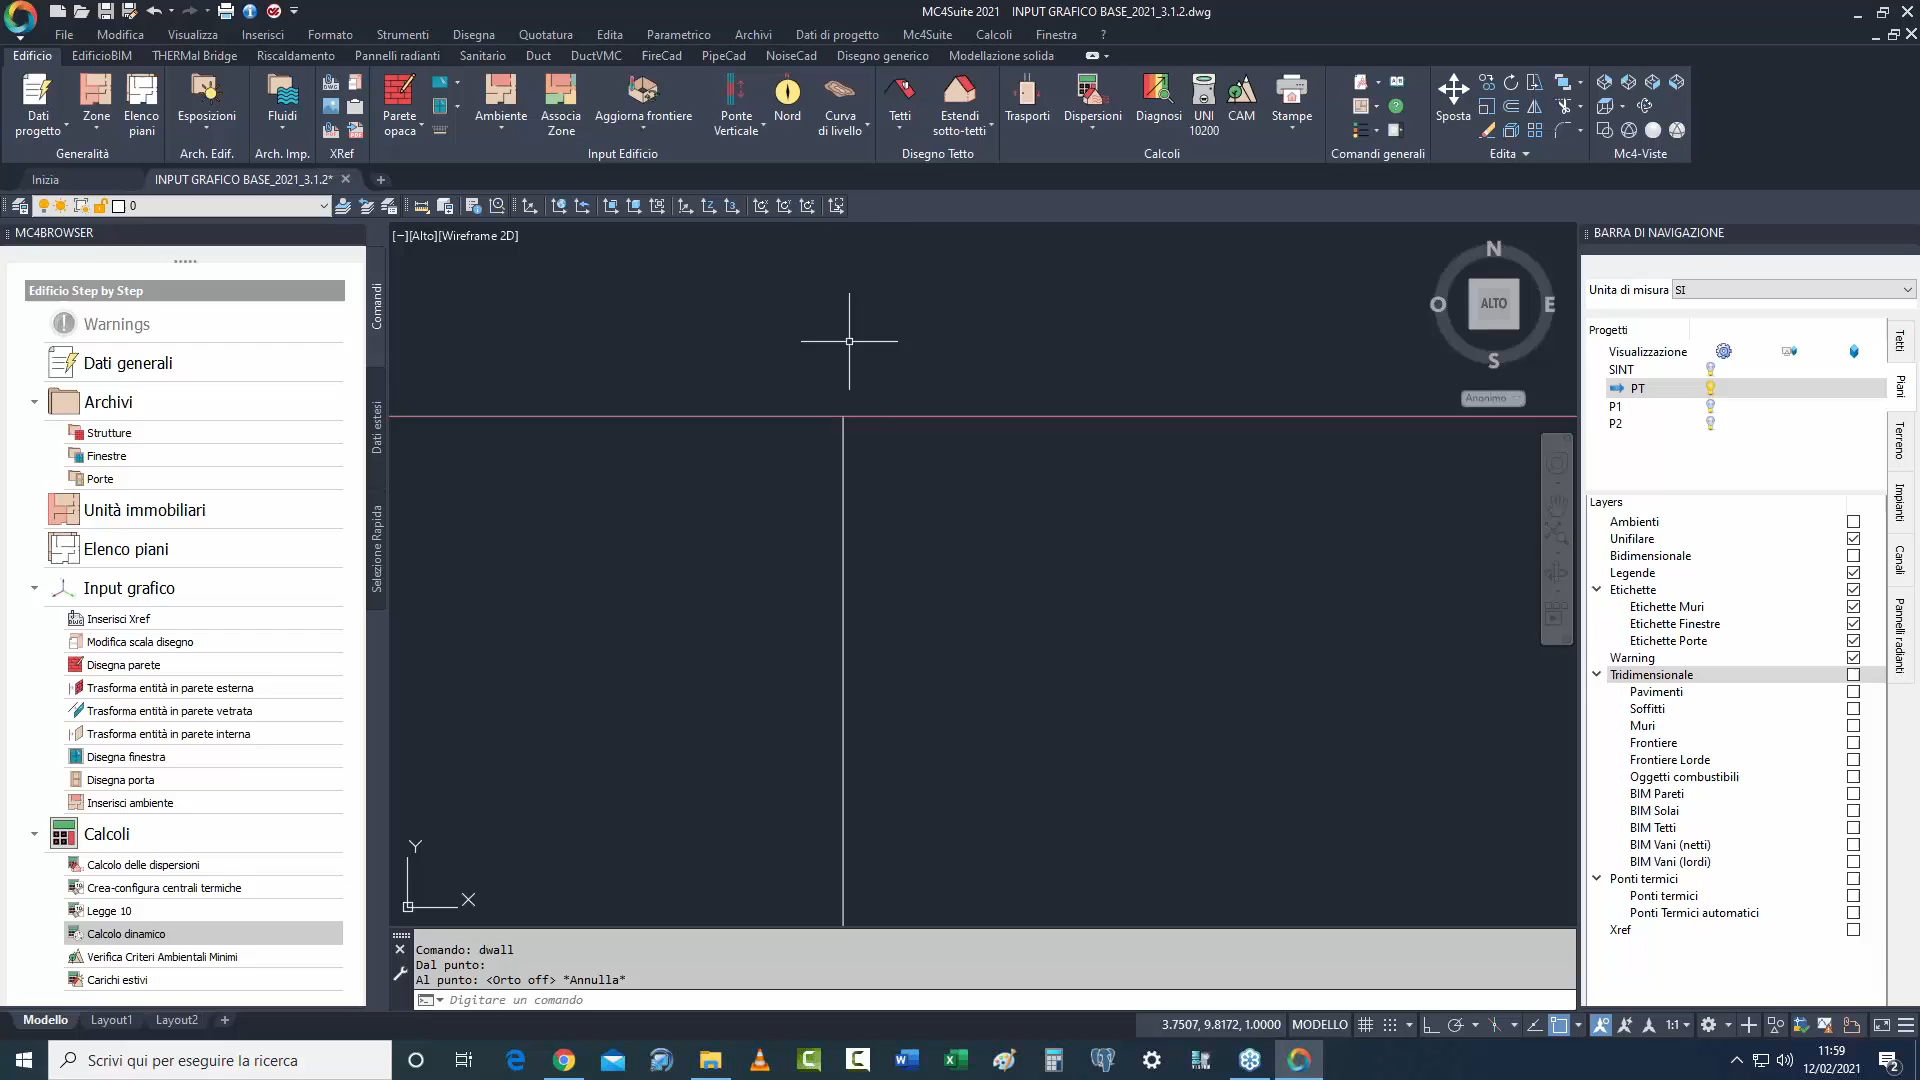 MC4Suite 2021 INPUT GRAFICO BASE_2021_3.1.2.dwg
File Modifica Visualizza Inserisci Formato Strumenti Disegna Quotatura Edita Parametrico Archivi Dati di progetto Mc4Suite Calcoli Finestra ?
Edificio EdificioBIM THERMal Bridge Riscaldamento Pannelli radianti Sanitario Duct DuctVMC FireCad PipeCad NoiseCad Disegno generico Modellazione solida
Dati progetto Zone Elenco piani Esposizioni Fluidi Parete opaca Ambiente Associa Zone Aggiorna frontiere Ponte Verticale Nord Curva di livello Tetti Estendi sotto-tetti Trasporti Dispersioni Diagnosi UNI 10200 CAM Stampe Sposta
Generalità Arch. Edif. Arch. Imp. XRef Input Edificio Disegno Tetto Calcoli Comandi generali Edita Mc4-Viste
Inizia INPUT GRAFICO BASE_2021_3.1.2*
0
MC4BROWSER
Edificio Step by Step
Warnings
Dati generali
Archivi
Strutture
Finestre
Porte
Unità immobiliari
Elenco piani
Input grafico
Inserisci Xref
Modifica scala disegno
Disegna parete
Trasforma entità in parete esterna
Trasforma entità in parete vetrata
Trasforma entità in parete interna
Disegna finestra
Disegna porta
Inserisci ambiente
Calcoli
Calcolo delle dispersioni
Crea-configura centrali termiche
Legge 10
Calcolo dinamico
Verifica Criteri Ambientali Minimi
Carichi estivi
Comandi
Dati estesi
Selezione Rapida
[−][Alto][Wireframe 2D]
N
O ALTO E
S
Anonimo
Y
X
Comando: dwall
Dal punto:
Al punto: <Orto off> *Annulla*
Digitare un comando
BARRA DI NAVIGAZIONE
Unita di misura SI
Progetti
Visualizzazione
SINT
PT
P1
P2
Layers
Ambienti
Unifilare
Bidimensionale
Legende
Etichette
Etichette Muri
Etichette Finestre
Etichette Porte
Warning
Tridimensionale
Pavimenti
Soffitti
Muri
Frontiere
Frontiere Lorde
Oggetti combustibili
BIM Pareti
BIM Solai
BIM Tetti
BIM Vani (netti)
BIM Vani (lordi)
Ponti termici
Ponti termici
Ponti Termici automatici
Xref
Tetti
Piani
Terreno
Impianti
Canali
Pannelli radianti
Modello Layout1 Layout2
3.7507, 9.8172, 1.0000 MODELLO 1:1
Scrivi qui per eseguire la ricerca
11:59
12/02/2021
2